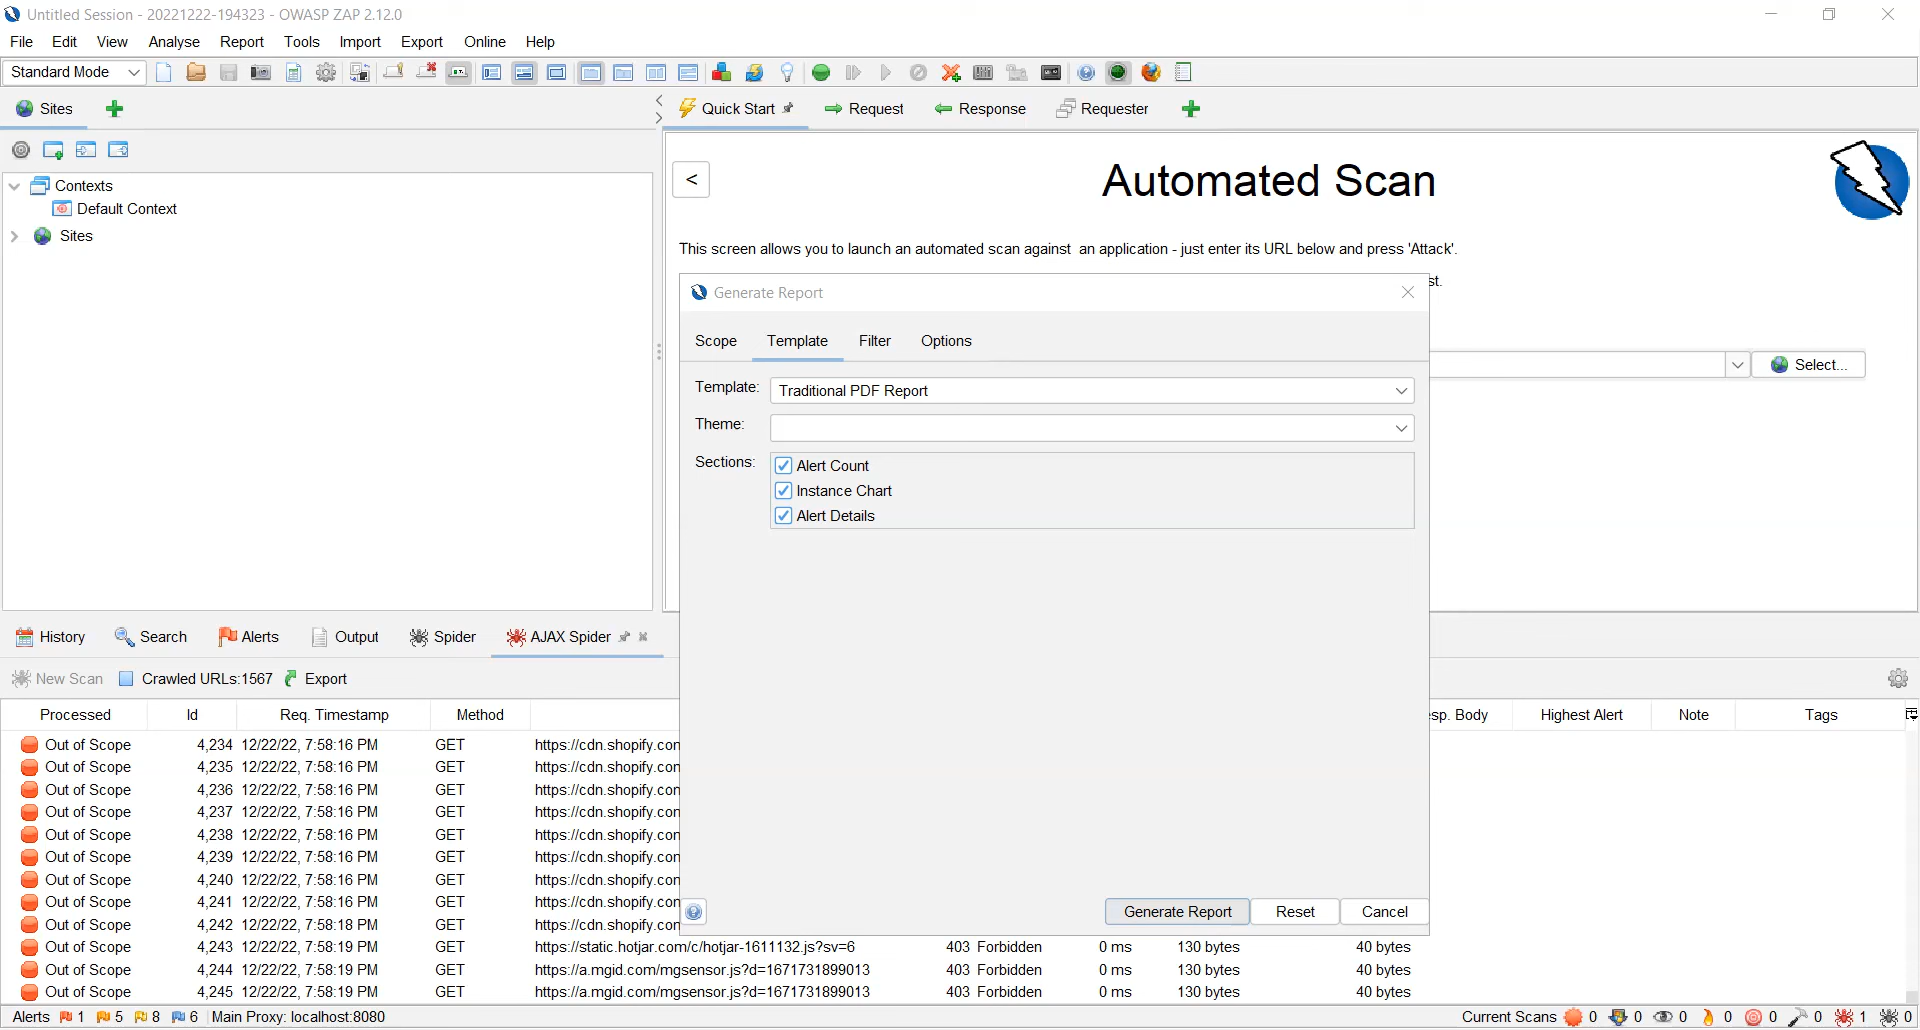 Untitled Session - 20221222-194323 - OWASP ZAP 2.12.0
File Edit View Analyse Report Tools Import Export Online Help
Standard Mode
Sites
Quick Start Request Response Requester
Contexts
Default Context
Sites
<
Automated Scan
This screen allows you to launch an automated scan against an application - just enter its URL below and press 'Attack'.
st.
Select...
Generate Report
Scope Template Filter Options
Template: Traditional PDF Report
Theme:
Sections: Alert Count
Instance Chart
Alert Details
Generate Report Reset Cancel
History Search Alerts Output Spider AJAX Spider
New Scan Crawled URLs:1567 Export
Processed Id Req. Timestamp Method esp. Body Highest Alert Note Tags
Out of Scope 4,234 12/22/22, 7:58:16 PM GET https://cdn.shopify.con
Out of Scope 4,235 12/22/22, 7:58:16 PM GET https://cdn.shopify.con
Out of Scope 4,236 12/22/22, 7:58:16 PM GET https://cdn.shopify.con
Out of Scope 4,237 12/22/22, 7:58:16 PM GET https://cdn.shopify.con
Out of Scope 4,238 12/22/22, 7:58:16 PM GET https://cdn.shopify.con
Out of Scope 4,239 12/22/22, 7:58:16 PM GET https://cdn.shopify.con
Out of Scope 4,240 12/22/22, 7:58:16 PM GET https://cdn.shopify.con
Out of Scope 4,241 12/22/22, 7:58:16 PM GET https://cdn.shopify.con
Out of Scope 4,242 12/22/22, 7:58:18 PM GET https://cdn.shopify.con
Out of Scope 4,243 12/22/22, 7:58:19 PM GET https://static.hotjar.com/c/hotjar-1611132.js?sv=6 403 Forbidden 0 ms 130 bytes 40 bytes
Out of Scope 4,244 12/22/22, 7:58:19 PM GET https://a.mgid.com/mgsensor.js?d=1671731899013 403 Forbidden 0 ms 130 bytes 40 bytes
Out of Scope 4,245 12/22/22, 7:58:19 PM GET https://a.mgid.com/mgsensor.js?d=1671731899013 403 Forbidden 0 ms 130 bytes 40 bytes
Alerts 1 5 8 6 Main Proxy: localhost:8080 Current Scans 0 0 0 0 0 0 1 0